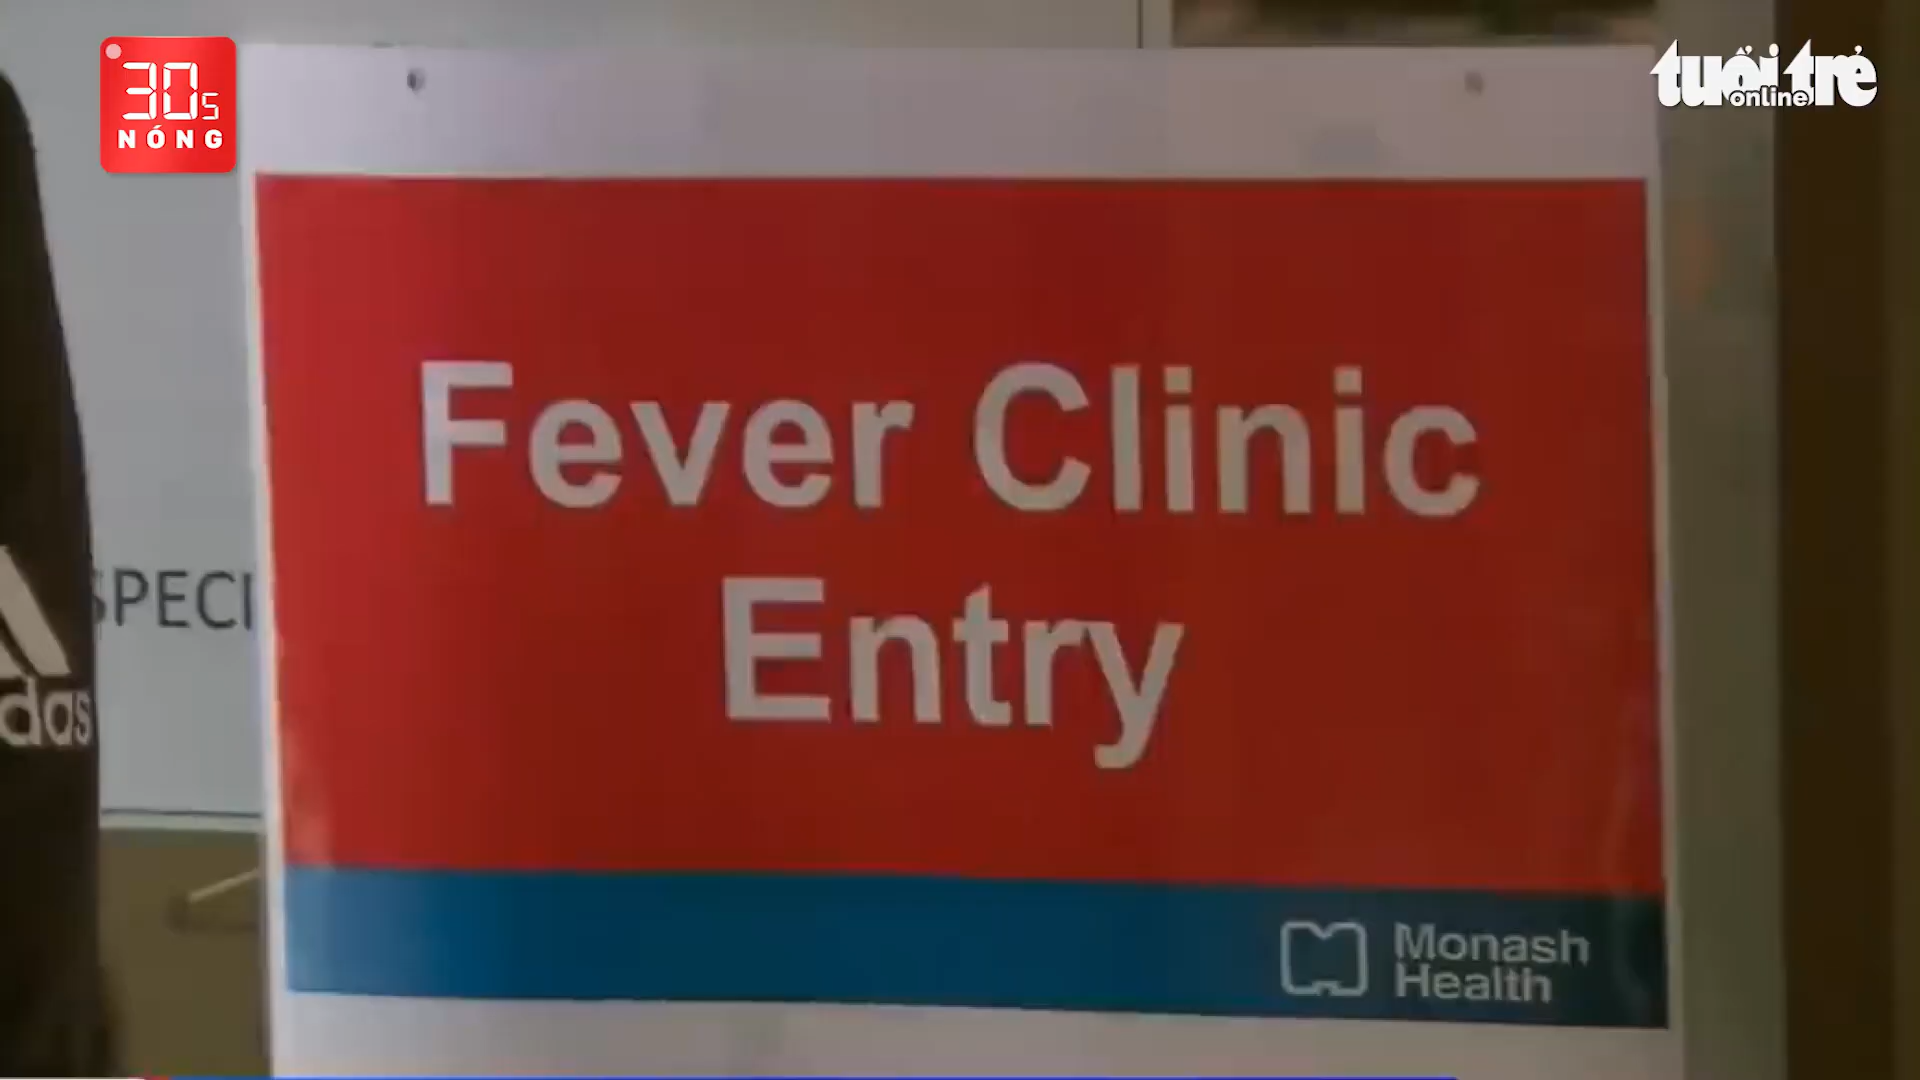 30s
NÓNG
tuổi trẻ
online
Fever Clinic
Entry
SPECI
das
Monash
Health